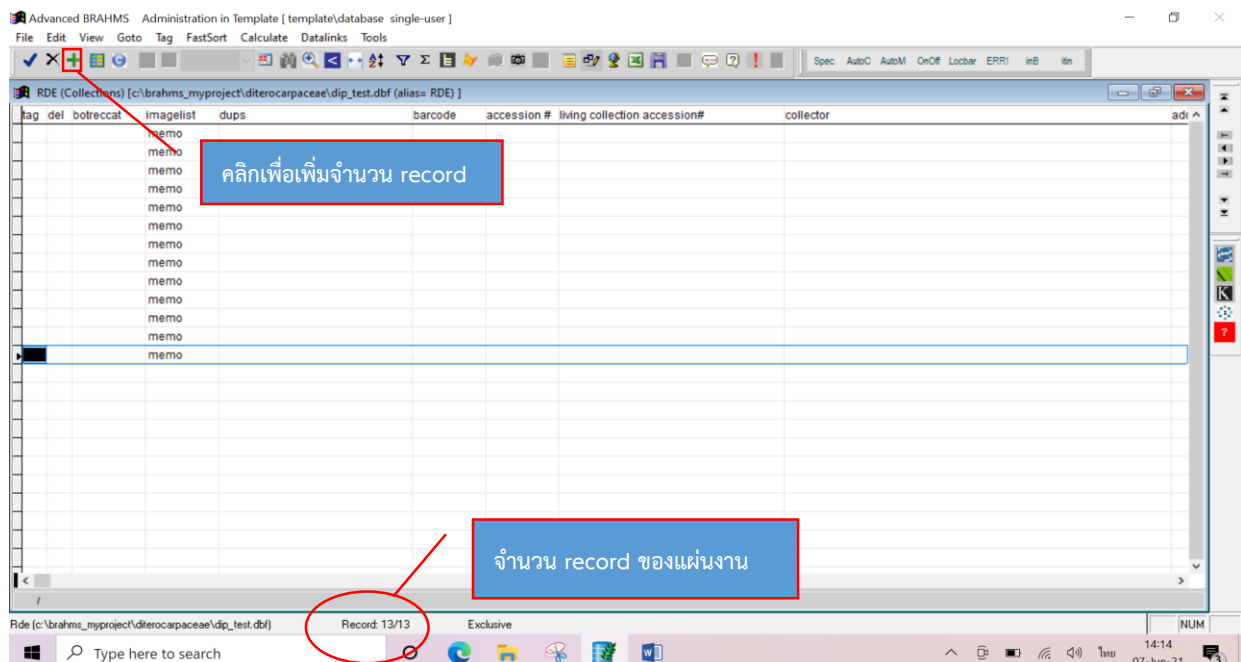 Advanced BRAHMS Administration in Template [ template\database single-user ]
File Edit View Goto Tag FastSort Calculate Datalinks Tools
Spec AutoC AutoM OnOff Locbar ERR! inB itin
RDE (Collections) [c:\brahms_myproject\diterocarpaceae\dip_test.dbf (alias= RDE) ]
tag del botreccat imagelist dups barcode accession # living collection accession# collector
memo
memo
memo
memo
memo
memo
memo
memo
memo
memo
memo
memo
memo
คลิกเพื่อเพิ่มจำนวน record
จำนวน record ของแผ่นงาน
Rde (c:\brahms_myproject\diterocarpaceae\dip_test.dbf) Record: 13/13 Exclusive NUM
Type here to search
ไทย
14:14
07-Jun-21